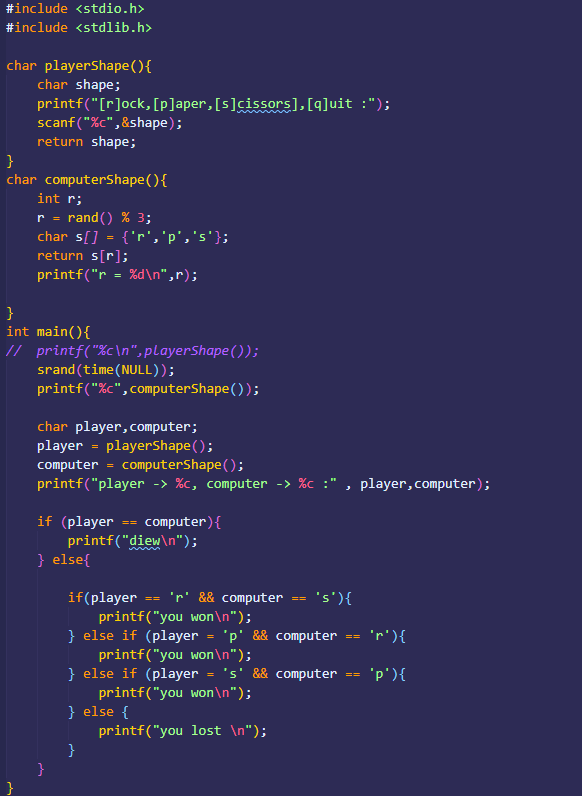 #include <stdio.h>
#include <stdlib.h>
char playerShape(){
char shape;
printf("[r]ock,[p]aper,[s]cissors],[q]uit :");
scanf("%c",&shape);
return shape;
}
char computerShape(){
int r;
r = rand() % 3;
char s[] = {'r','p','s'};
return s[r];
printf("r = %d\n",r);
}
int main(){
//  printf("%c\n",playerShape());
srand(time(NULL));
printf("%c",computerShape());
char player,computer;
player = playerShape();
computer = computerShape();
printf("player -> %c, computer -> %c :" , player,computer);
if (player == computer){
printf("diew\n");
} else{
if(player == 'r' && computer == 's'){
printf("you won\n");
} else if (player = 'p' && computer == 'r'){
printf("you won\n");
} else if (player = 's' && computer == 'p'){
printf("you won\n");
} else {
printf("you lost \n");
}
}
}